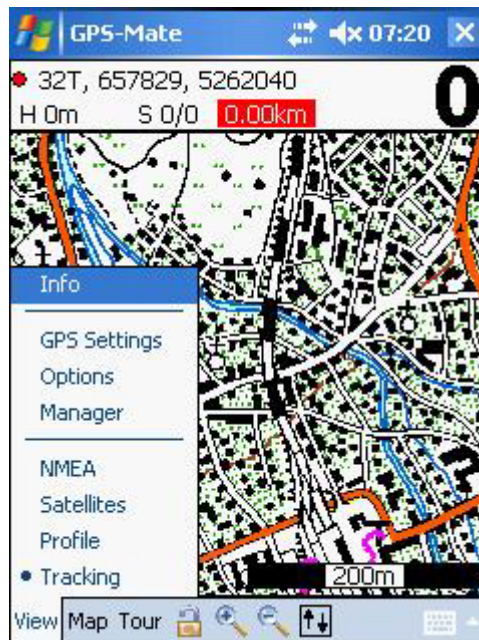 GPS-Mate 07:20
32T, 657829, 5262040
H 0m S 0/0 0.00km 0
Info
GPS Settings
Options
Manager
NMEA
Satellites
Profile
Tracking
200m
View Map Tour